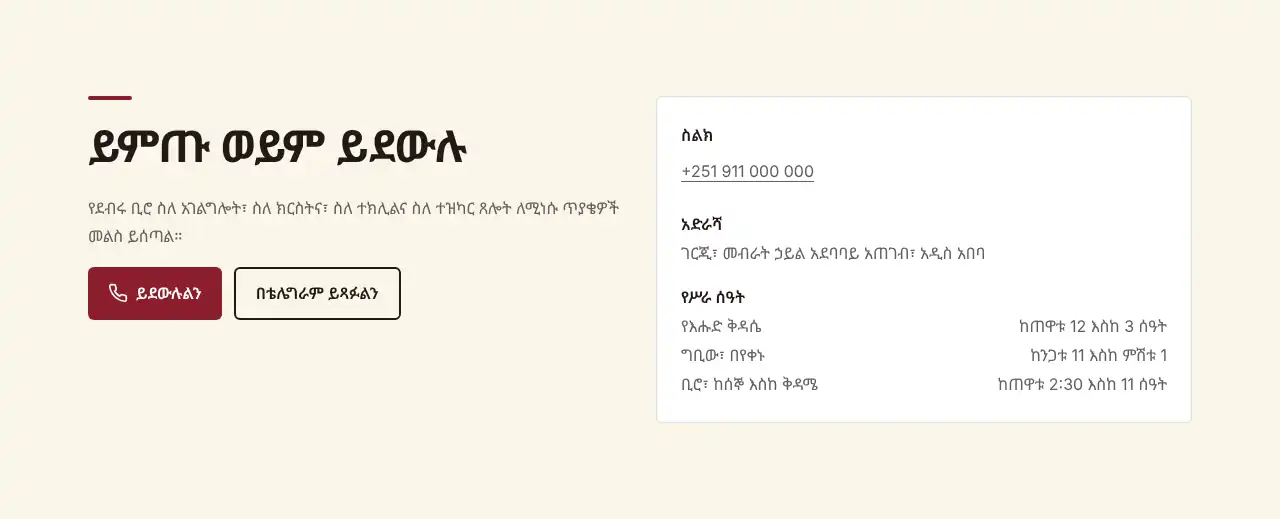 ይምጡ ወይም ይደውሉ
የደብሩ ቢሮ ስለ አገልግሎት፣ ስለ ክርስትና፣ ስለ ተክሊልና ስለ ተዝካር ጸሎት ለሚነሱ ጥያቄዎች
መልስ ይሰጣል።
ይደውሉልን
በቴሌግራም ይጻፉልን
ስልክ
+251 911 000 000
አድራሻ
ገርጂ፣ መብራት ኃይል አደባባይ አጠገብ፣ አዲስ አበባ
የሥራ ሰዓት
የእሑድ ቅዳሴ ከጠዋቱ 12 እስከ 3 ሰዓት
ግቢው፣ በየቀኑ ከንጋቱ 11 እስከ ምሽቱ 1
ቢሮ፣ ከሰኞ እስከ ቅዳሜ ከጠዋቱ 2:30 እስከ 11 ሰዓት